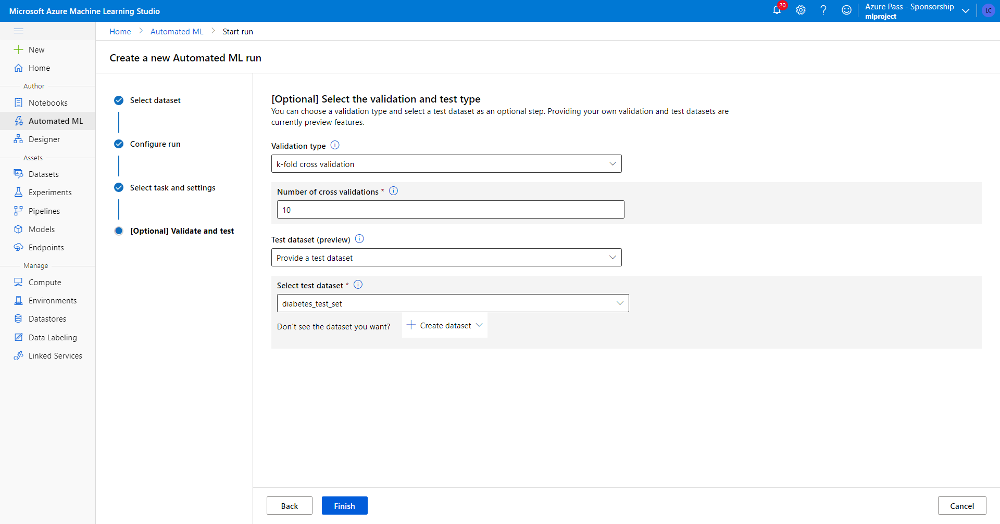 Microsoft Azure Machine Learning Studio
20
Azure Pass - Sponsorship
mlproject
LC
Home > Automated ML > Start run
New
Home
Author
Notebooks
Automated ML
Designer
Assets
Datasets
Experiments
Pipelines
Models
Endpoints
Manage
Compute
Environments
Datastores
Data Labeling
Linked Services
Create a new Automated ML run
Select dataset
Configure run
Select task and settings
[Optional] Validate and test
[Optional] Select the validation and test type
You can choose a validation type and select a test dataset as an optional step. Providing your own validation and test datasets are
currently preview features.
Validation type
k-fold cross validation
Number of cross validations *
10
Test dataset (preview)
Provide a test dataset
Select test dataset *
diabetes_test_set
Don't see the dataset you want? Create dataset
Back Finish Cancel